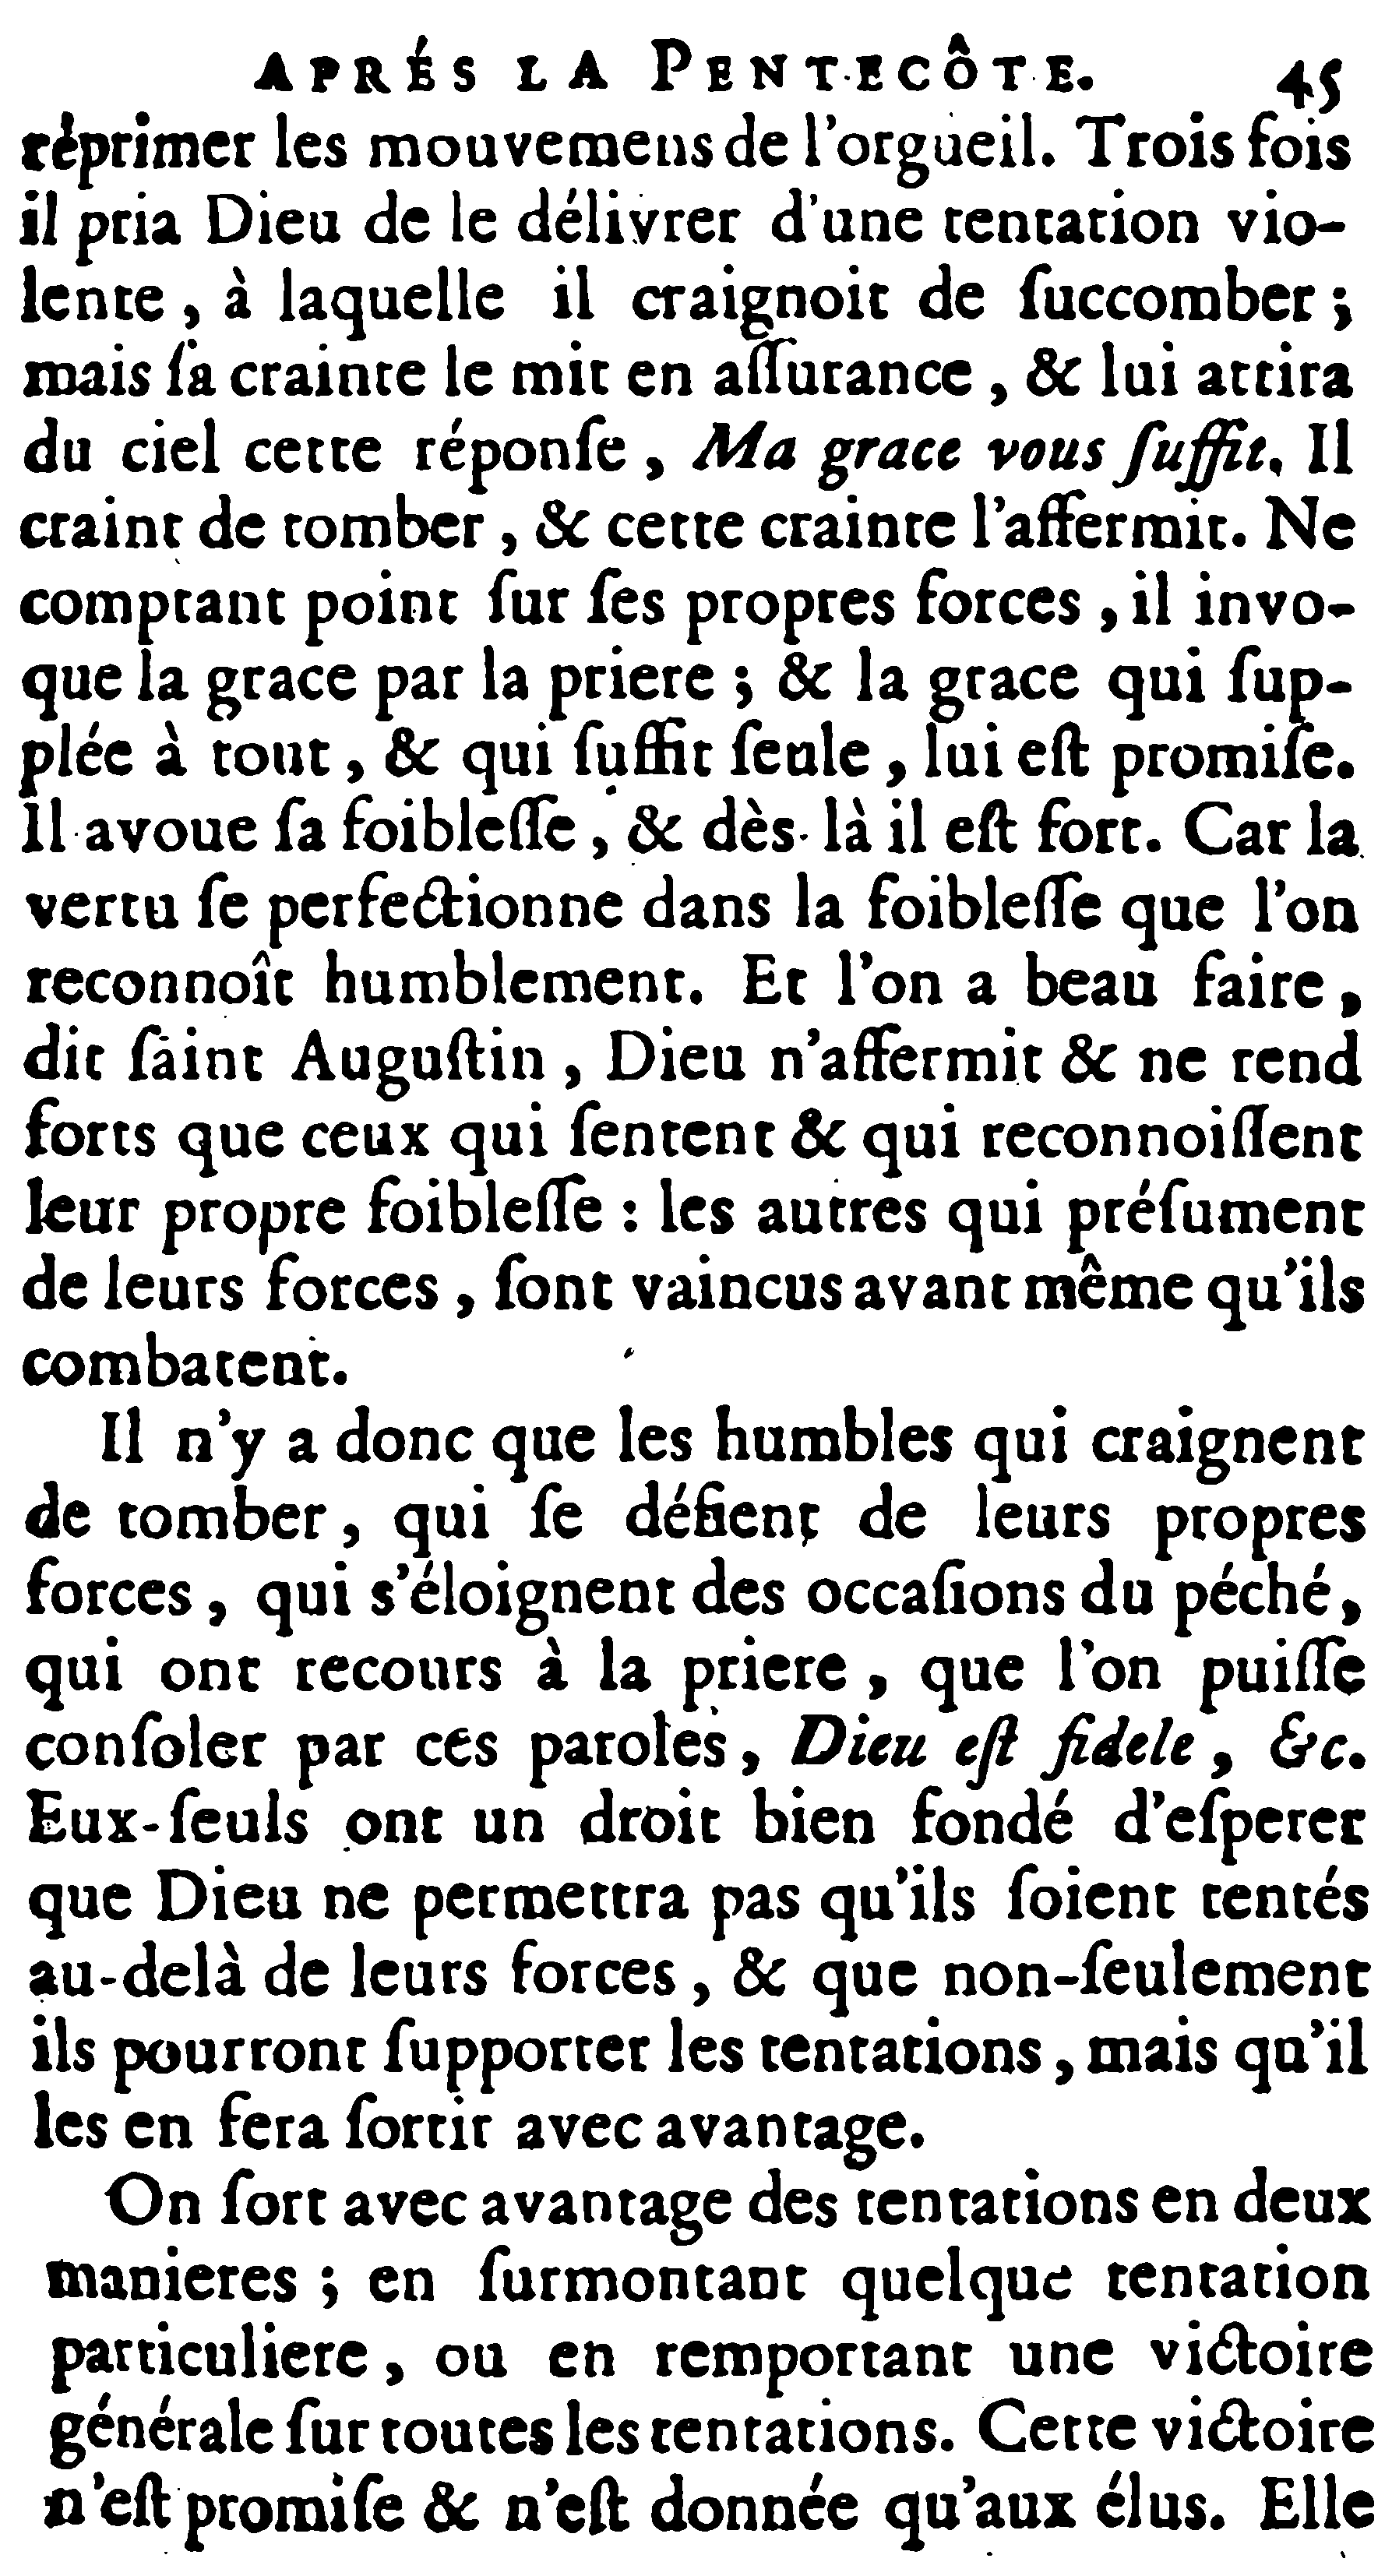 APRÉS LA PENTECÔTE. 45
réprimer les mouvemens de l'orgueil. Trois fois
il pria Dieu de le délivrer d'une tentation vio-
lente, à laquelle il craignoit de ſuccomber;
mais ſa crainte le mit en aſſurance, & lui attira
du ciel cette réponſe, Ma grace vous ſuffit. Il
craint de tomber, & cette crainte l'affermit. Ne
comptant point ſur ſes propres forces, il invo-
que la grace par la priere; & la grace qui ſup-
plée à tout, & qui ſuffit ſeule, lui eſt promiſe.
Il avoue ſa foibleſſe, & dès-là il eſt fort. Car la
vertu ſe perfectionne dans la foibleſſe que l'on
reconnoît humblement. Et l'on a beau faire,
dit ſaint Auguſtin, Dieu n'affermit & ne rend
forts que ceux qui ſentent & qui reconnoiſſent
leur propre foibleſſe: les autres qui préſument
de leurs forces, ſont vaincus avant même qu'ils
combatent.
Il n'y a donc que les humbles qui craignent
de tomber, qui ſe défient de leurs propres
forces, qui s'éloignent des occaſions du péché,
qui ont recours à la priere, que l'on puiſſe
conſoler par ces paroles, Dieu eſt fidele, &c.
Eux-ſeuls ont un droit bien fondé d'eſperer
que Dieu ne permettra pas qu'ils ſoient tentés
au-delà de leurs forces, & que non-ſeulement
ils pourront ſupporter les tentations, mais qu'il
les en fera ſortir avec avantage.
On ſort avec avantage des tentations en deux
manieres; en ſurmontant quelque tentation
particuliere, ou en remportant une victoire
générale ſur toutes les tentations. Cette victoire
n'eſt promiſe & n'eſt donnée qu'aux élus. Elle